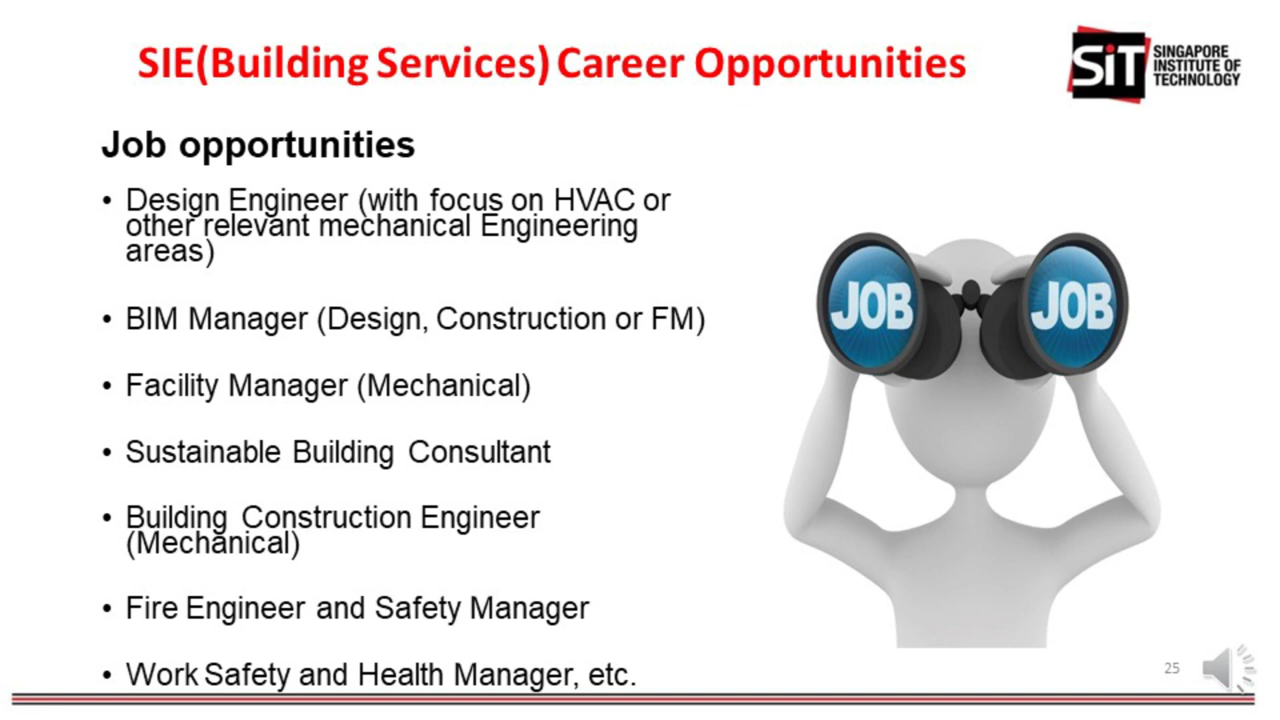 SIE(Building Services) Career Opportunities
SiT
SINGAPORE
INSTITUTE OF
TECHNOLOGY
Job opportunities
• Design Engineer (with focus on HVAC or
other relevant mechanical Engineering
areas)
• BIM Manager (Design, Construction or FM)
• Facility Manager (Mechanical)
• Sustainable Building Consultant
• Building Construction Engineer
(Mechanical)
• Fire Engineer and Safety Manager
• Work Safety and Health Manager, etc.
JOB JOB
25